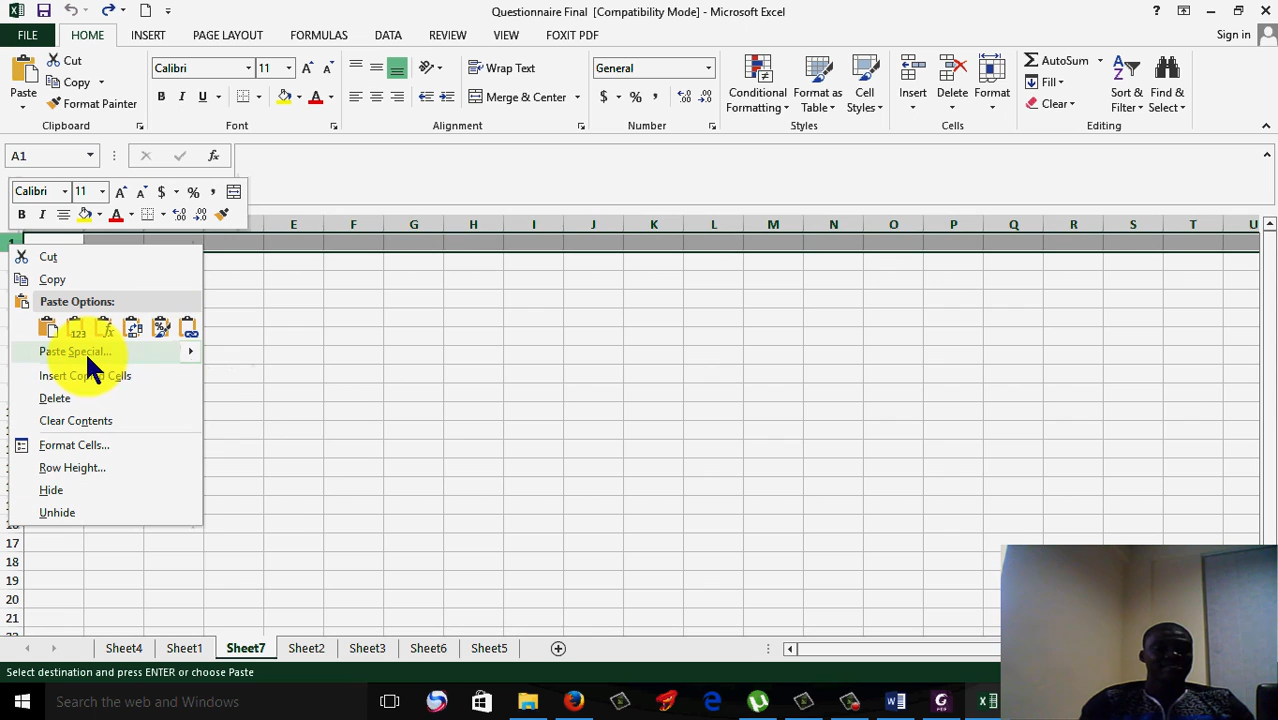 Questionnaire Final [Compatibility Mode] - Microsoft Excel
FILE HOME INSERT PAGE LAYOUT FORMULAS DATA REVIEW VIEW FOXIT PDF Sign in
Paste Cut Copy Format Painter Clipboard
Calibri 11 B I U Font
Wrap Text Merge & Center Alignment
General $ % , Number
Conditional Formatting Format as Table Cell Styles Styles
Insert Delete Format Cells
AutoSum Fill Clear Sort & Filter Find & Select Editing
A1 fx
Calibri 11 $ % ,
B I A
E F G H I J K L M N O P Q R S T U
1
Cut
Copy
Paste Options:
Paste Special...
Insert Copied Cells
Delete
Clear Contents
Format Cells...
Row Height...
Hide
Unhide
17
18
19
20
21
Sheet4 Sheet1 Sheet7 Sheet2 Sheet3 Sheet6 Sheet5
Select destination and press ENTER or choose Paste
Search the web and Windows